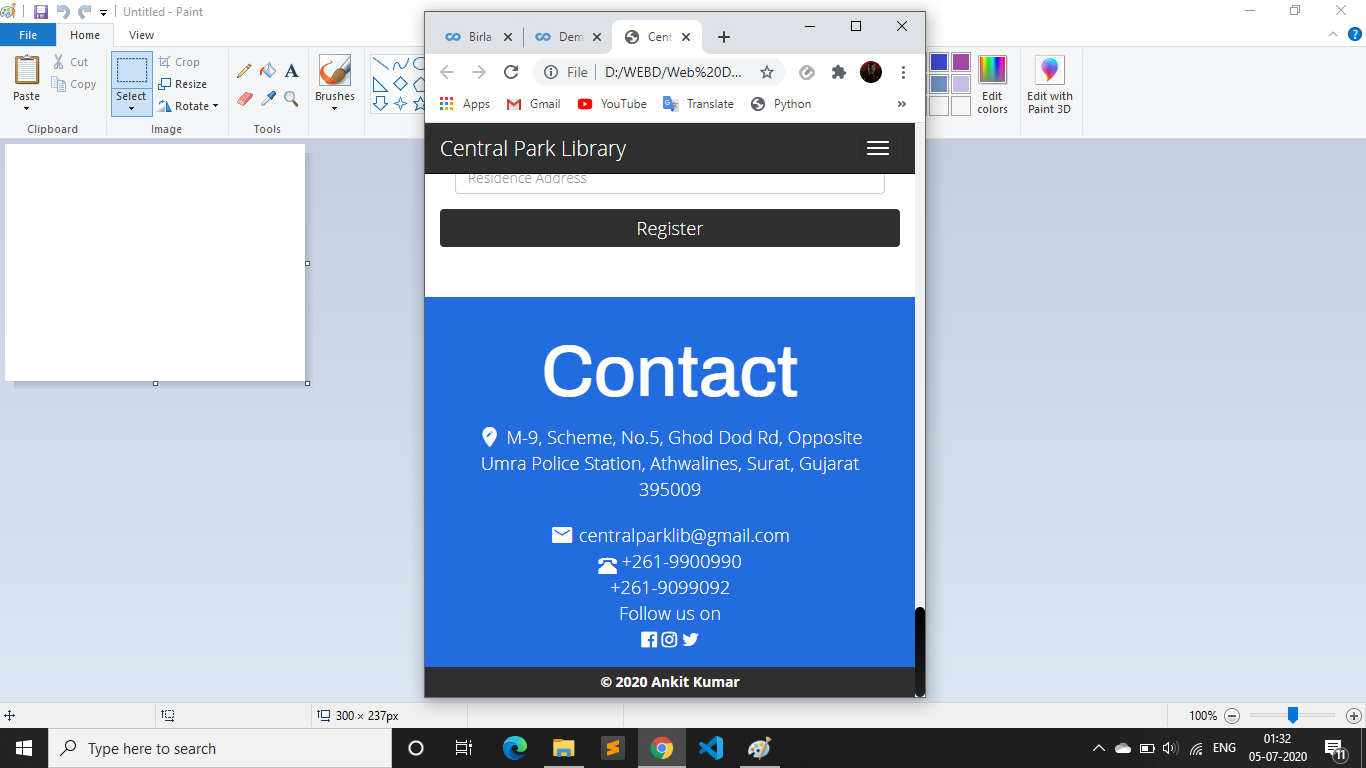 Untitled - Paint
File Home View
Paste
Cut
Copy
Clipboard
Select
Crop
Resize
Rotate
Image
Tools
Brushes
Edit colors
Edit with Paint 3D
Birla
Dem
Cent
File D:/WEBD/Web%20D...
Apps Gmail YouTube Translate Python »
Central Park Library
Residence Address
Register
Contact
M-9, Scheme, No.5, Ghod Dod Rd, Opposite
Umra Police Station, Athwalines, Surat, Gujarat
395009
centralparklib@gmail.com
+261-9900990
+261-9099092
Follow us on
© 2020 Ankit Kumar
300 × 237px
100%
Type here to search
ENG
01:32
05-07-2020
11